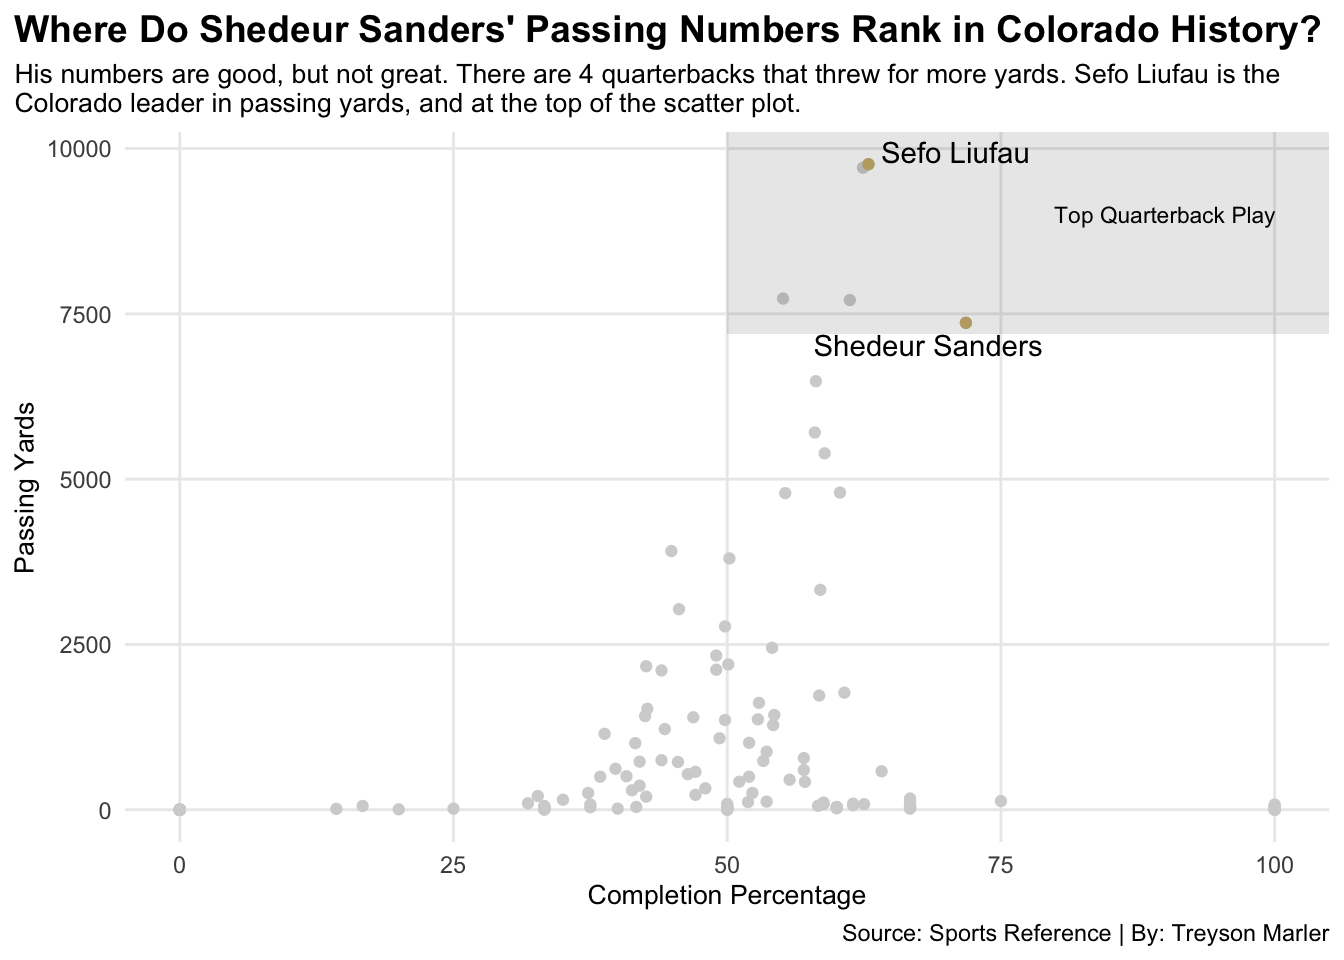 Where Do Shedeur Sanders' Passing Numbers Rank in Colorado History?
His numbers are good, but not great. There are 4 quarterbacks that threw for more yards. Sefo Liufau is the
Colorado leader in passing yards, and at the top of the scatter plot.
10000
Sefo Liufau
Top Quarterback Play
7500
Shedeur Sanders
Passing Yards
5000
2500
0
0 25 50 75 100
Completion Percentage
Source: Sports Reference | By: Treyson Marler